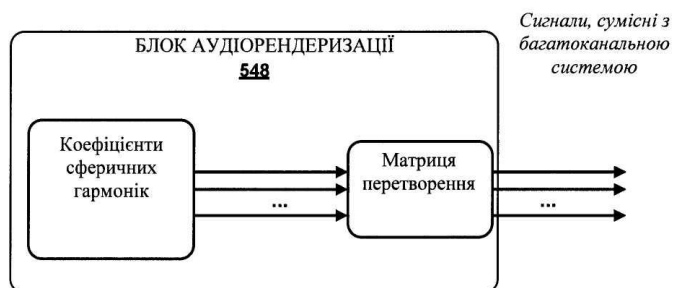 Сигнали, сумісні з
багатоканальною
системою
БЛОК АУДІОРЕНДЕРИЗАЦІЇ
548
Коефіцієнти
сферичних
гармонік
Матриця
перетворення
...
...